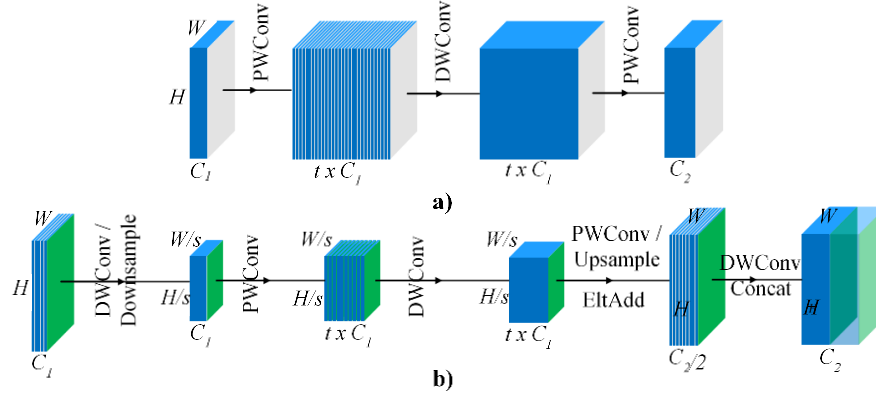 W
H
C1
PWConv
t x C1
DWConv
t x C1
PWConv
C2
a)
W
H
C1
DWConv /
Downsample
W/s
H/s
C1
PWConv
W/s
H/s
t x C1
DWConv
W/s
H/s
t x C1
PWConv /
Upsample
EltAdd
W
H
C2/2
DWConv
Concat
W
H
C2
b)